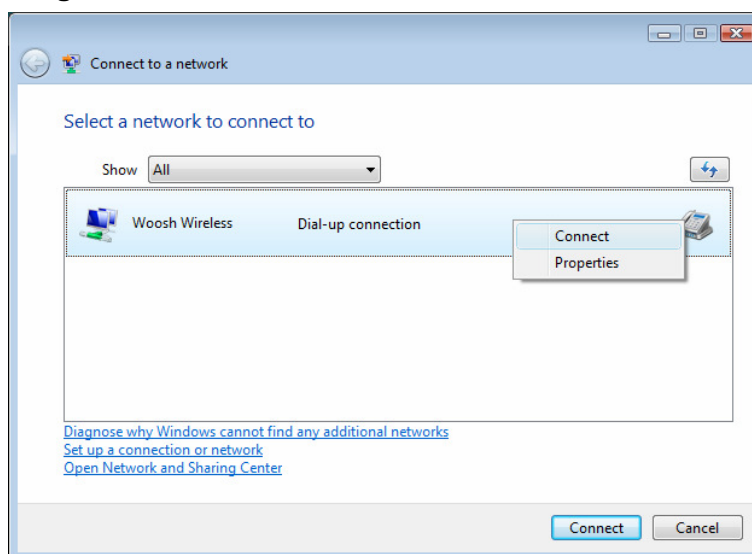 Connect to a network
Select a network to connect to
Show All
Woosh Wireless Dial-up connection
Connect
Properties
Diagnose why Windows cannot find any additional networks
Set up a connection or network
Open Network and Sharing Center
Connect Cancel